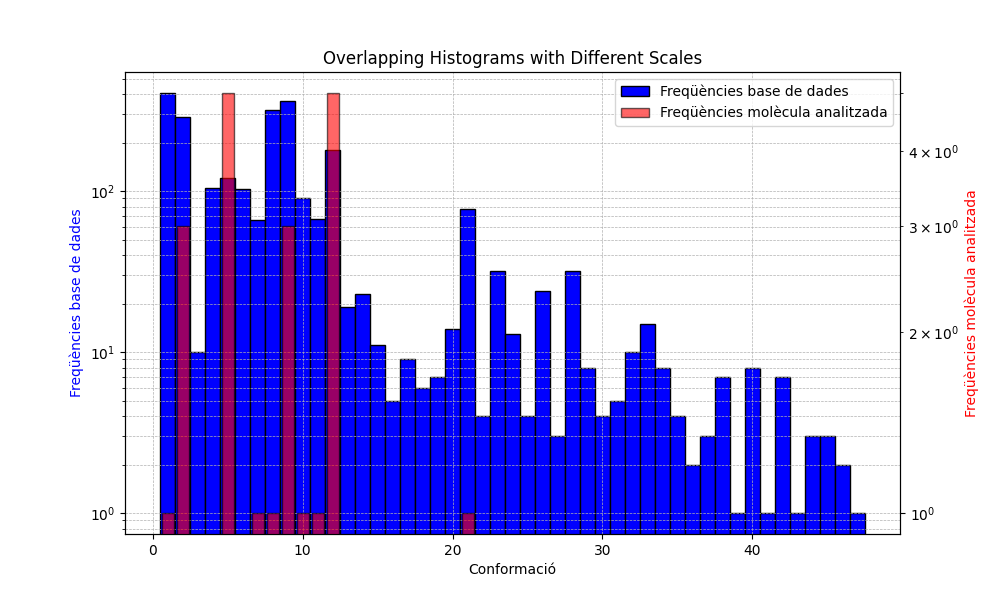 Overlapping Histograms with Different Scales
Freqüències base de dades
Freqüències molècula analitzada
10²
10¹
10⁰
Freqüències base de dades
4 × 10⁰
3 × 10⁰
2 × 10⁰
10⁰
Freqüències molècula analitzada
0 10 20 30 40
Conformació